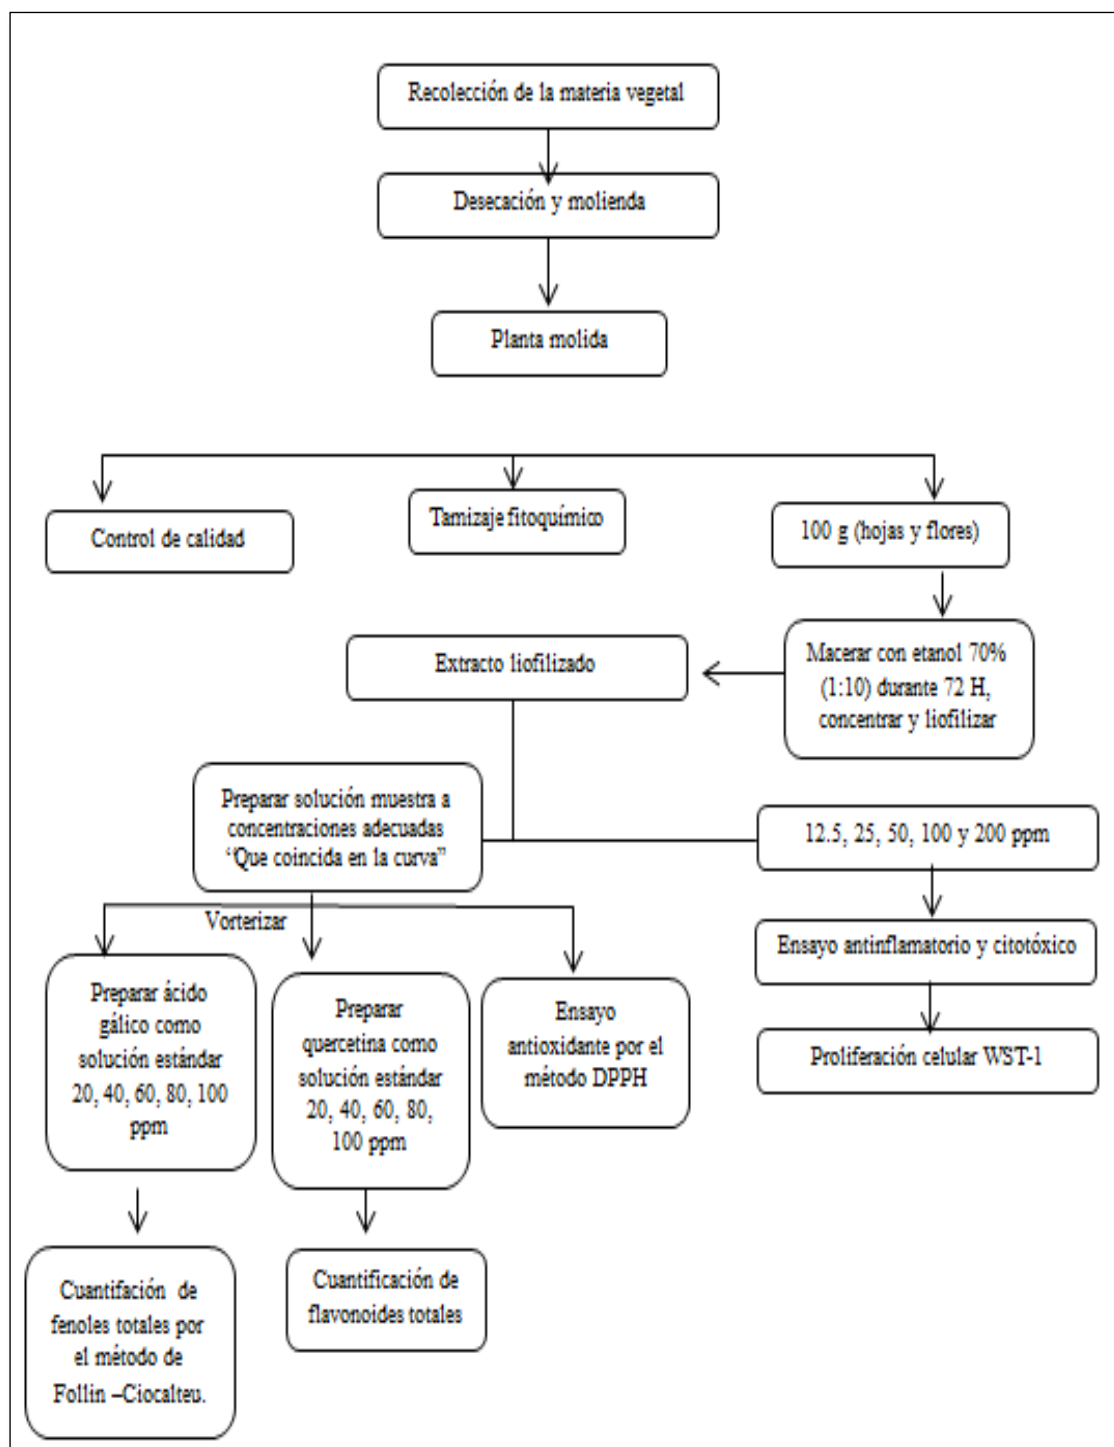 Recolección de la materia vegetal
Desecación y molienda
Planta molida
Control de calidad
Tamizaje fitoquímico
100 g (hojas y flores)
Macerar con etanol 70%
(1:10) durante 72 H,
concentrar y liofilizar
Extracto liofilizado
Preparar solución muestra a
concentraciones adecuadas
“Que coincida en la curva”
12.5, 25, 50, 100 y 200 ppm
Vorterizar
Ensayo antinflamatorio y citotóxico
Proliferación celular WST-1
Preparar ácido
gálico como
solución estándar
20, 40, 60, 80, 100
ppm
Preparar
quercetina como
solución estándar
20, 40, 60, 80,
100 ppm
Ensayo
antioxidante por el
método DPPH
Cuantifación de
fenoles totales por
el método de
Follin –Ciocalteu.
Cuantificación de
flavonoides totales